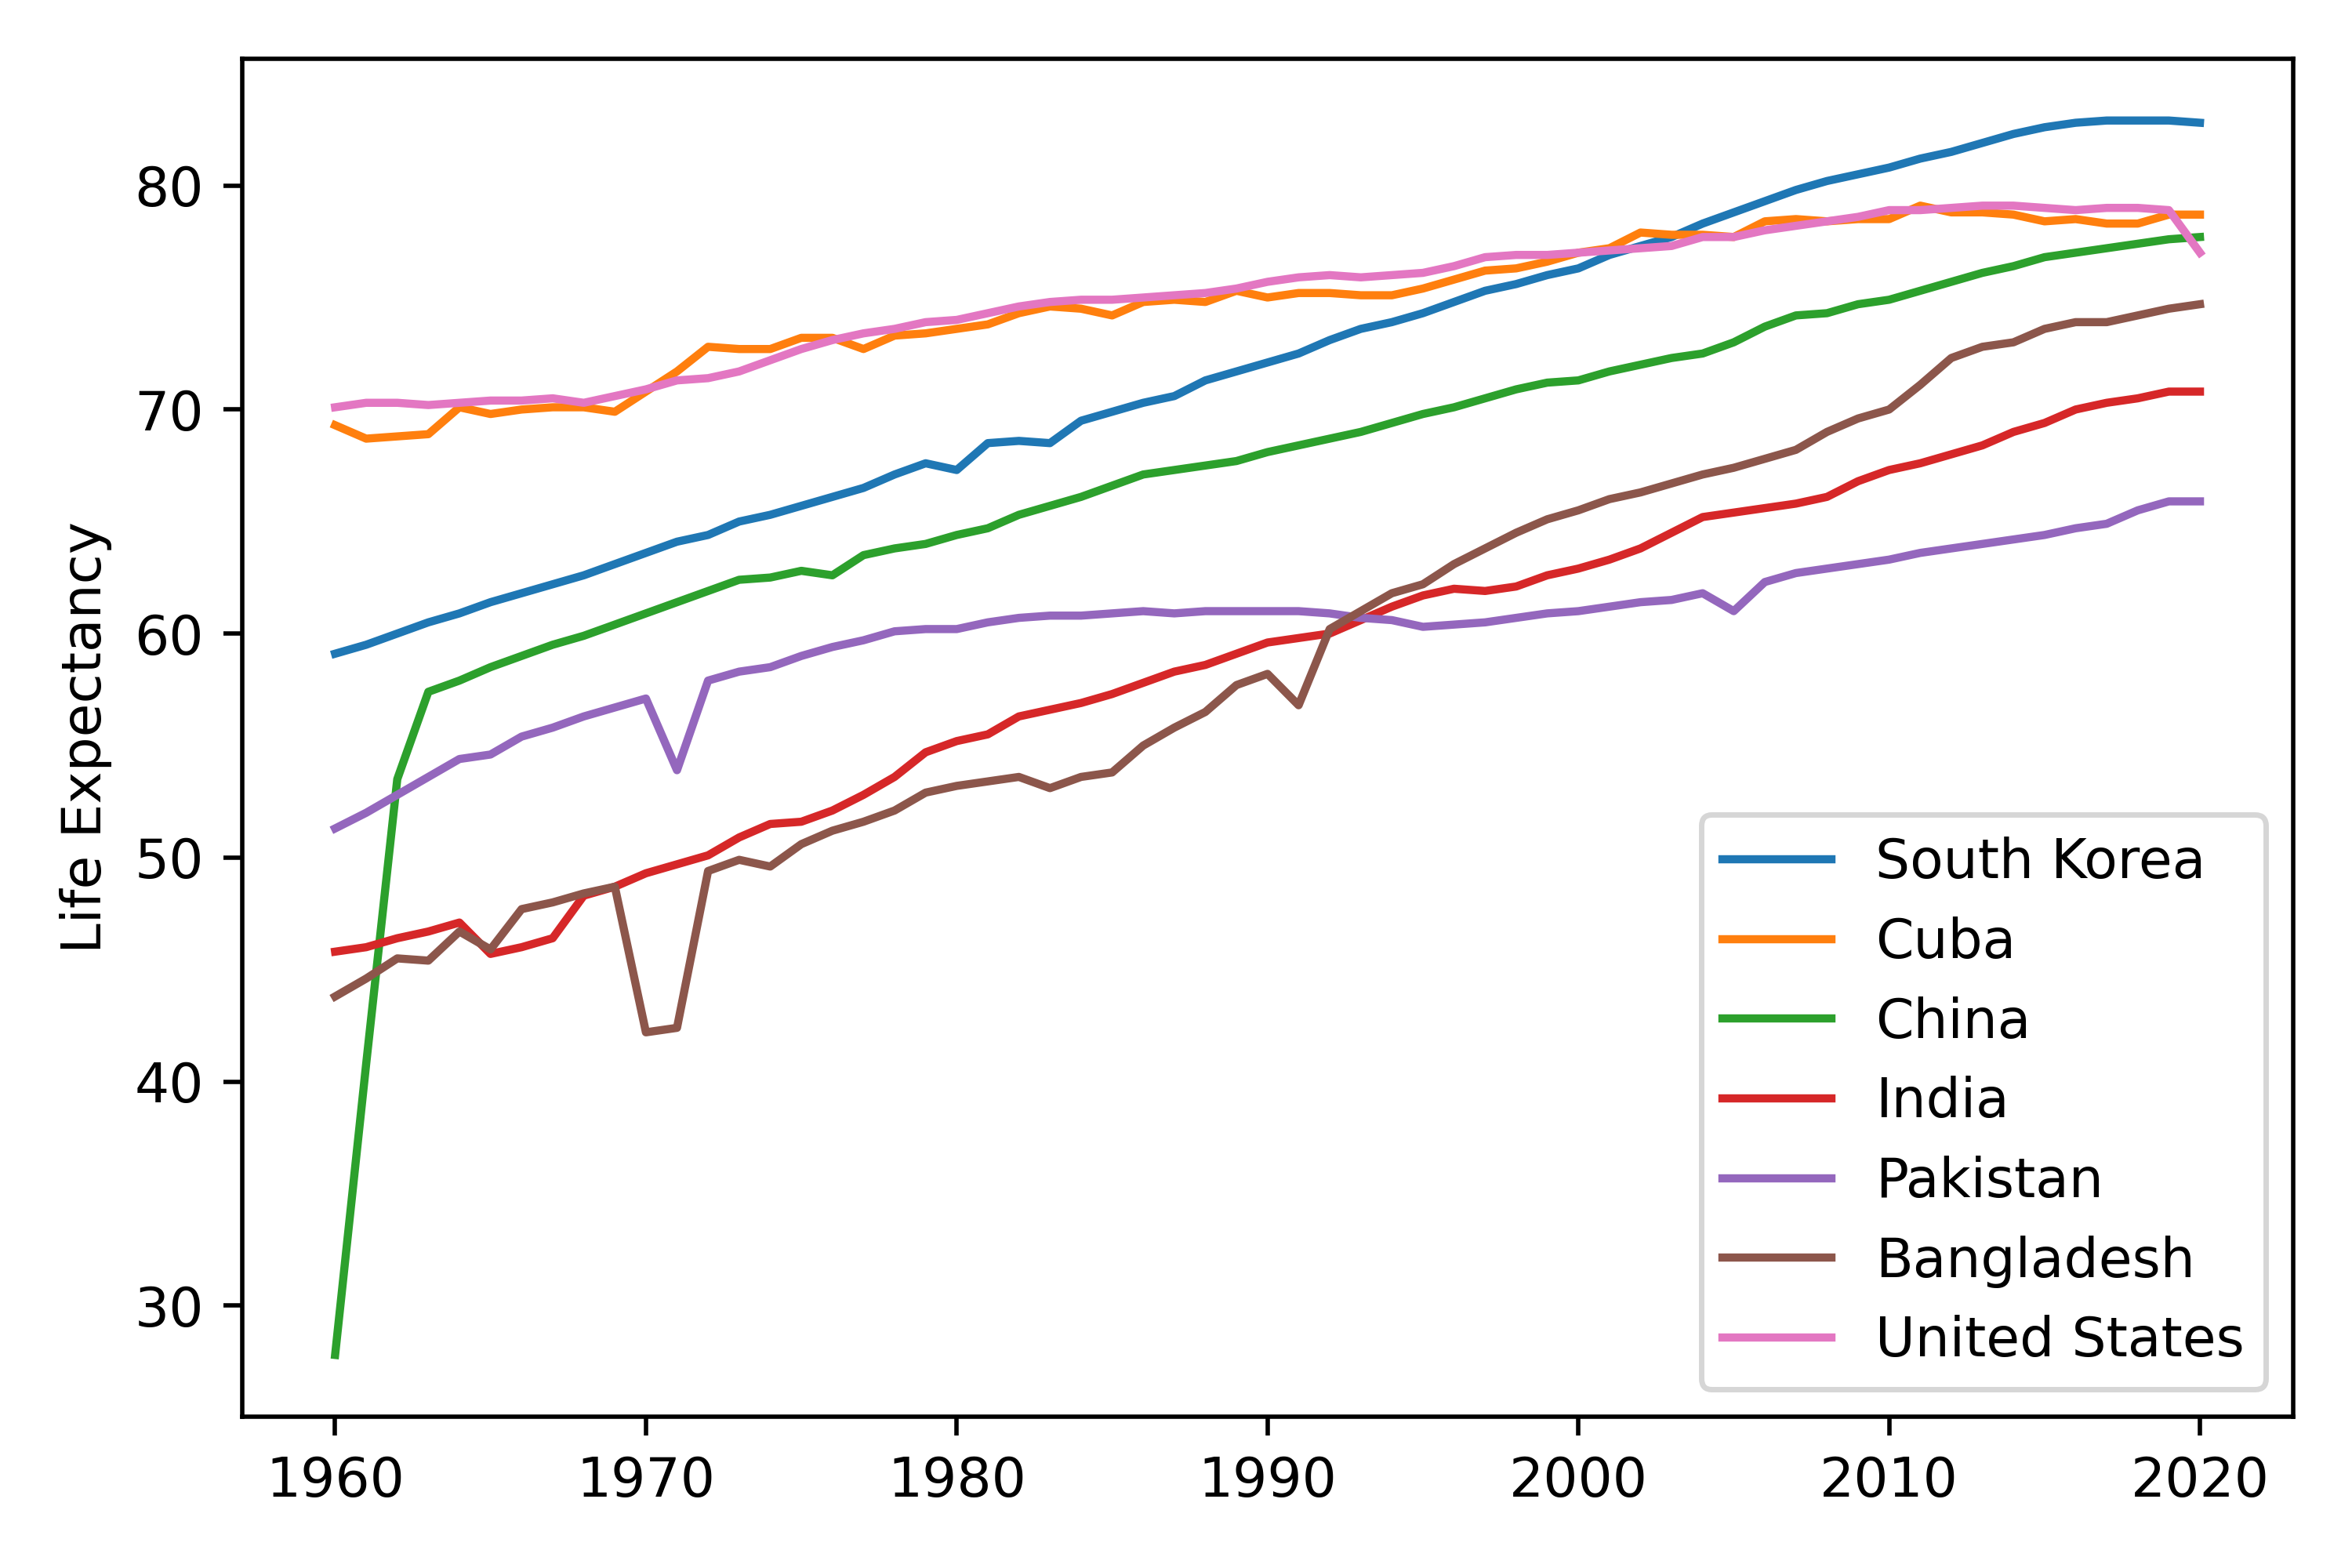 Life Expectancy
80
70
60
50
40
30
1960 1970 1980 1990 2000 2010 2020
South Korea
Cuba
China
India
Pakistan
Bangladesh
United States